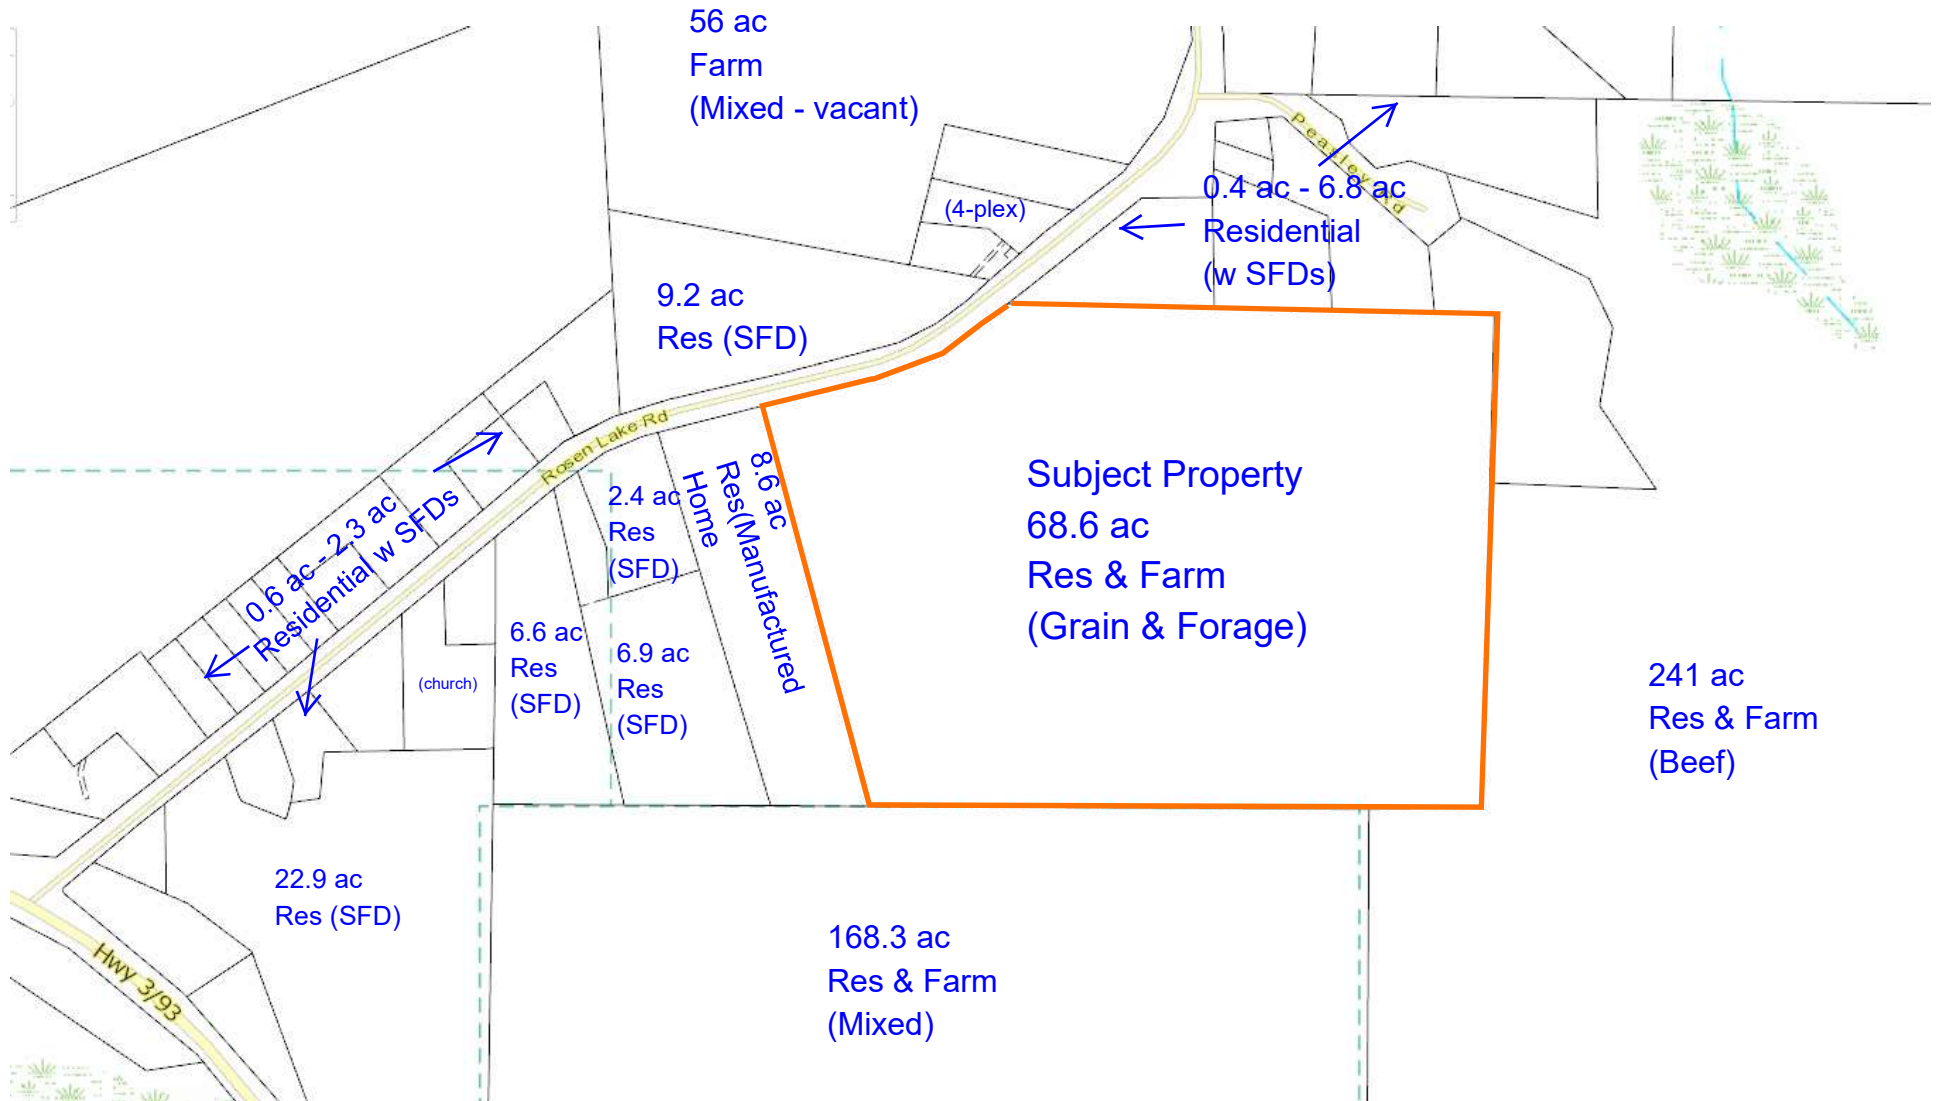 56 ac
Farm
(Mixed - vacant)
Peasley Rd
(4-plex)
0.4 ac - 6.8 ac
Residential
(w SFDs)
9.2 ac
Res (SFD)
Rosen Lake Rd
0.6 ac - 2.3 ac
Residential w SFDs
2.4 ac
Res
(SFD)
8.6 ac
Res(Manufactured
Home
Subject Property
68.6 ac
Res & Farm
(Grain & Forage)
6.6 ac
Res
(SFD)
6.9 ac
Res
(SFD)
(church)
241 ac
Res & Farm
(Beef)
22.9 ac
Res (SFD)
168.3 ac
Res & Farm
(Mixed)
Hwy 3/93